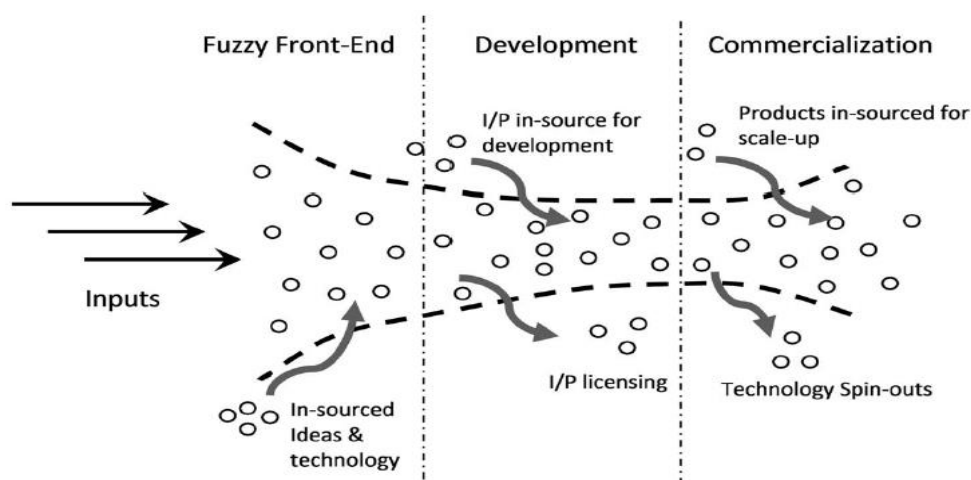 Fuzzy Front-End
Development
Commercialization
I/P in-source for
development
Products in-sourced for
scale-up
Inputs
In-sourced
Ideas &
technology
I/P licensing
Technology Spin-outs